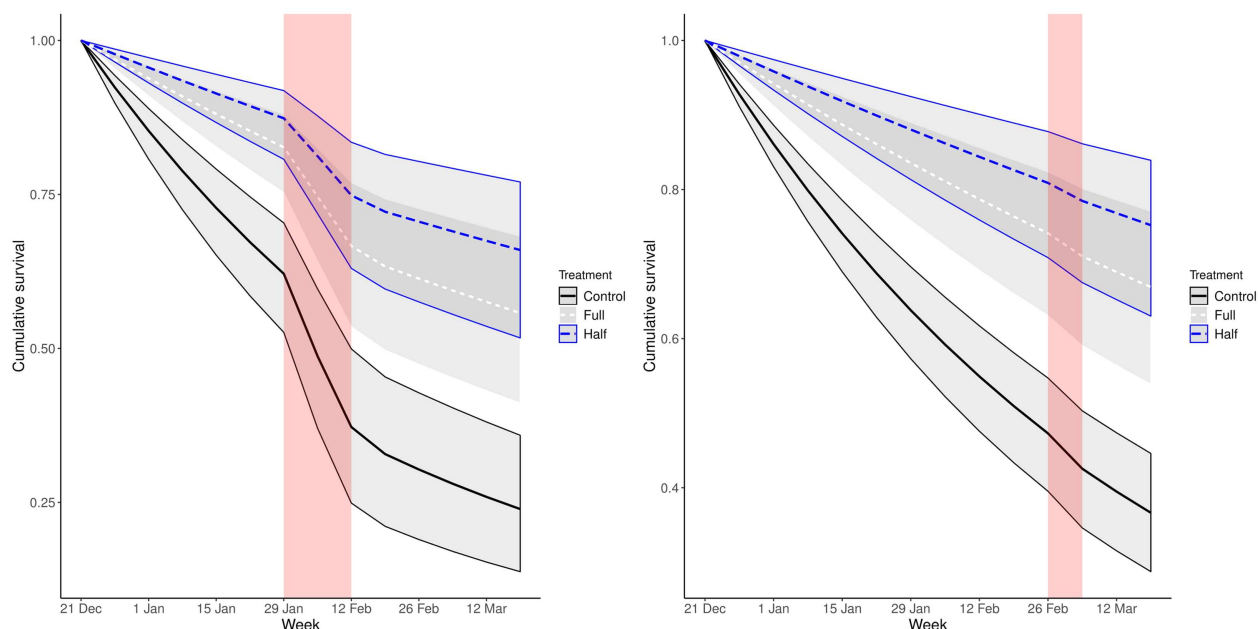 Cumulative survival
1.00
0.75
0.50
0.25
21 Dec 1 Jan 15 Jan 29 Jan 12 Feb 26 Feb 12 Mar
Week
Treatment
Control
Full
Half
Cumulative survival
1.0
0.8
0.6
0.4
21 Dec 1 Jan 15 Jan 29 Jan 12 Feb 26 Feb 12 Mar
Week
Treatment
Control
Full
Half